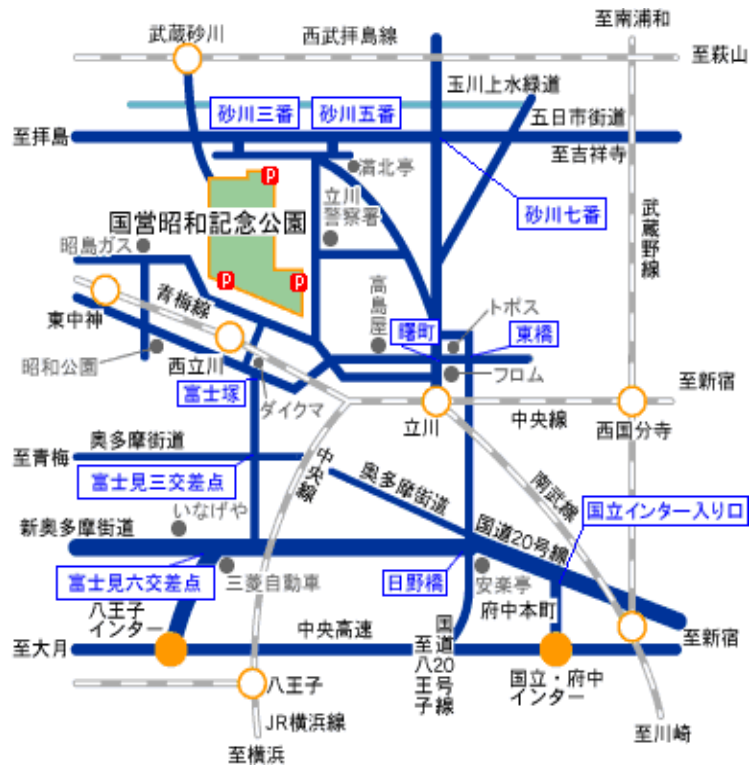 至南浦和
武蔵砂川
西武拝島線
至萩山
玉川上水緑道
砂川三番
砂川五番
五日市街道
至拝島
至吉祥寺
満北亭
P
立川
警察署
砂川七番
武蔵野線
国営昭和記念公園
昭島ガス
P
P
青梅線
高島屋
トポス
東中神
曙町
東橋
昭和公園
西立川
フロム
至新宿
富士塚
ダイクマ
立川
中央線
西国分寺
奥多摩街道
至青梅
中央線
奥多摩街道
南武線
富士見三交差点
いなげや
国立インター入り口
新奥多摩街道
国道20号線
富士見六交差点
三菱自動車
日野橋
安楽亭
八王子
インター
府中本町
中央高速
国道20号線
至八王子
至大月
至新宿
八王子
国立・府中
インター
JR横浜線
至川崎
至横浜